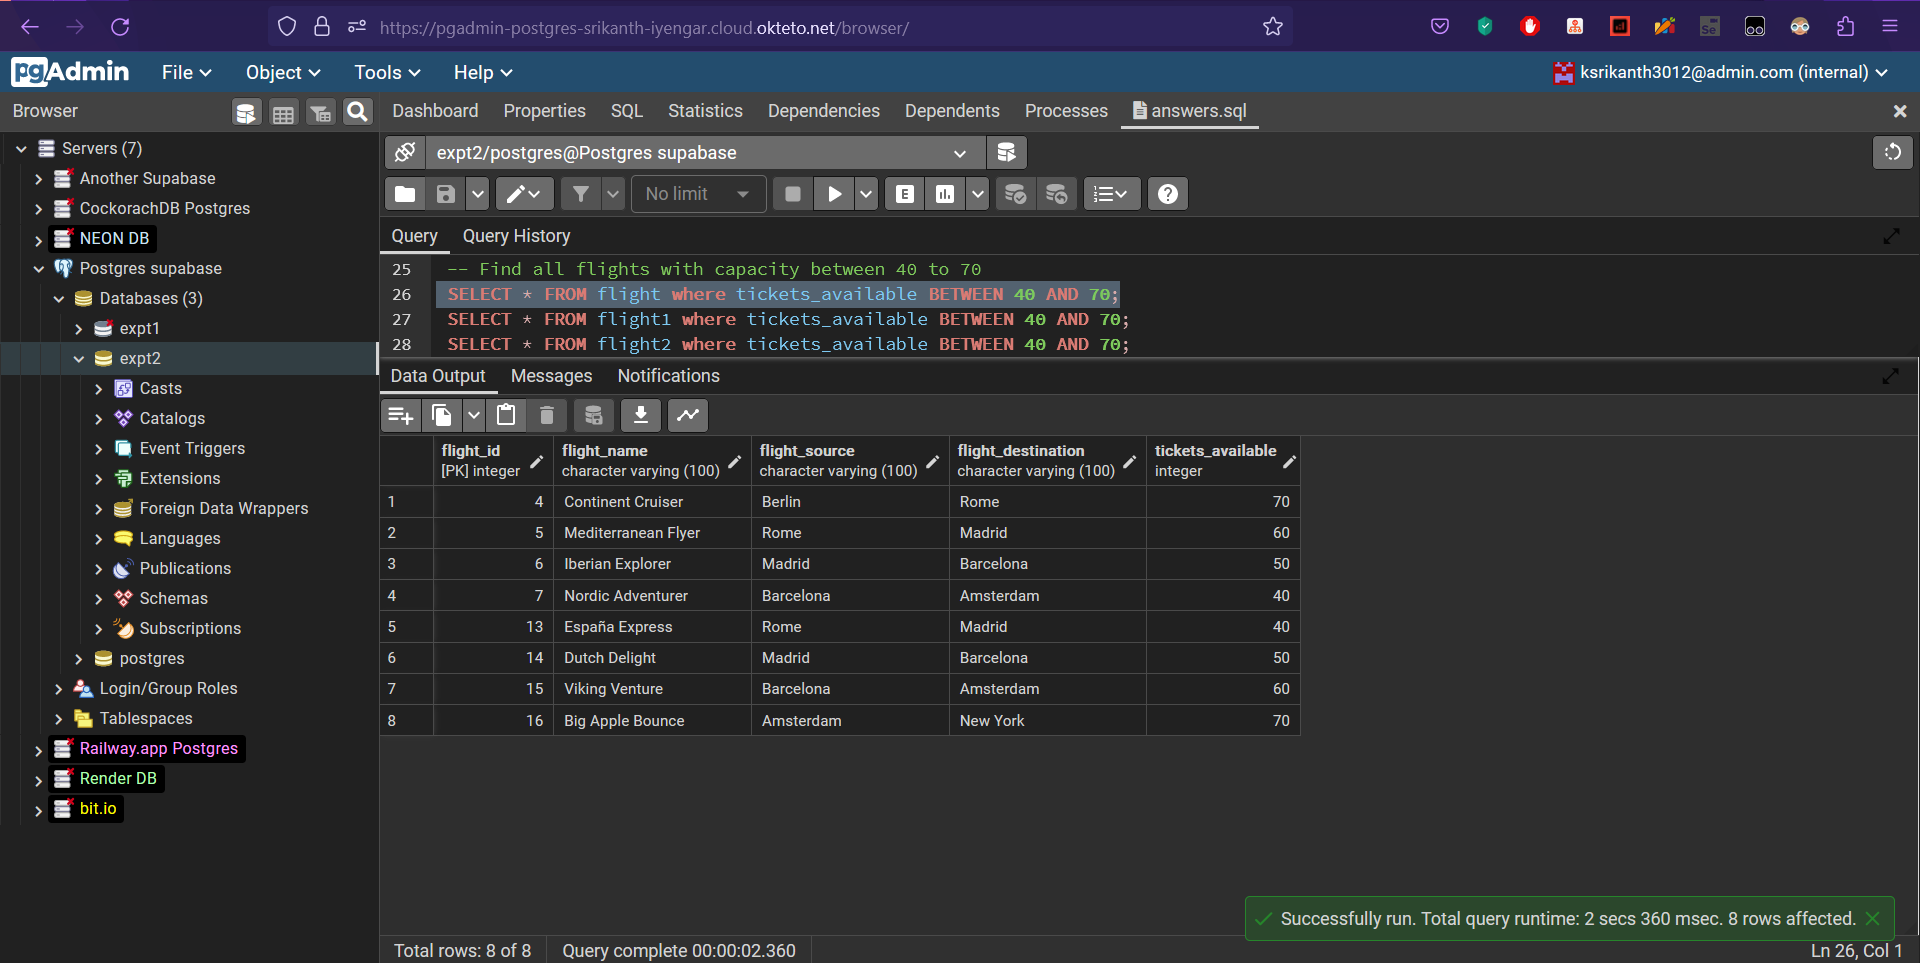 https://pgadmin-postgres-srikanth-iyengar.cloud.okteto.net/browser/
pgAdmin File Object Tools Help ksrikanth3012@admin.com (internal)
Browser
Servers (7)
Another Supabase
CockorachDB Postgres
NEON DB
Postgres supabase
Databases (3)
expt1
expt2
Casts
Catalogs
Event Triggers
Extensions
Foreign Data Wrappers
Languages
Publications
Schemas
Subscriptions
postgres
Login/Group Roles
Tablespaces
Railway.app Postgres
Render DB
bit.io
Dashboard Properties SQL Statistics Dependencies Dependents Processes answers.sql
expt2/postgres@Postgres supabase
No limit E
Query Query History
25 -- Find all flights with capacity between 40 to 70
26 SELECT * FROM flight where tickets_available BETWEEN 40 AND 70;
27 SELECT * FROM flight1 where tickets_available BETWEEN 40 AND 70;
28 SELECT * FROM flight2 where tickets_available BETWEEN 40 AND 70;
Data Output Messages Notifications
flight_id flight_name flight_source flight_destination tickets_available
[PK] integer character varying (100) character varying (100) character varying (100) integer
1 4 Continent Cruiser Berlin Rome 70
2 5 Mediterranean Flyer Rome Madrid 60
3 6 Iberian Explorer Madrid Barcelona 50
4 7 Nordic Adventurer Barcelona Amsterdam 40
5 13 España Express Rome Madrid 40
6 14 Dutch Delight Madrid Barcelona 50
7 15 Viking Venture Barcelona Amsterdam 60
8 16 Big Apple Bounce Amsterdam New York 70
Successfully run. Total query runtime: 2 secs 360 msec. 8 rows affected.
Total rows: 8 of 8 Query complete 00:00:02.360 Ln 26, Col 1